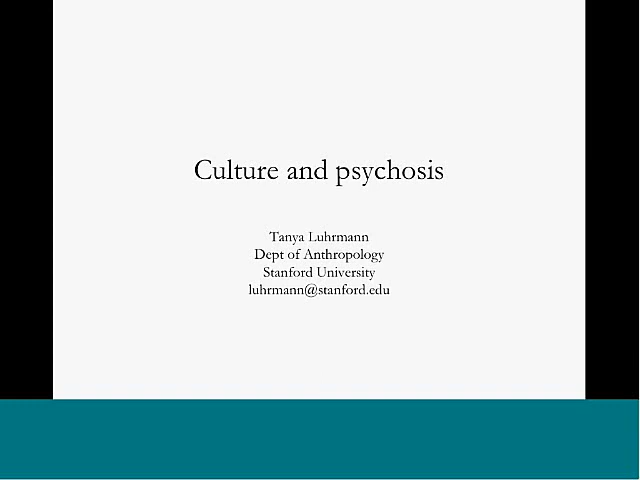 Culture and psychosis
Tanya Luhrmann
Dept of Anthropology
Stanford University
luhrmann@stanford.edu